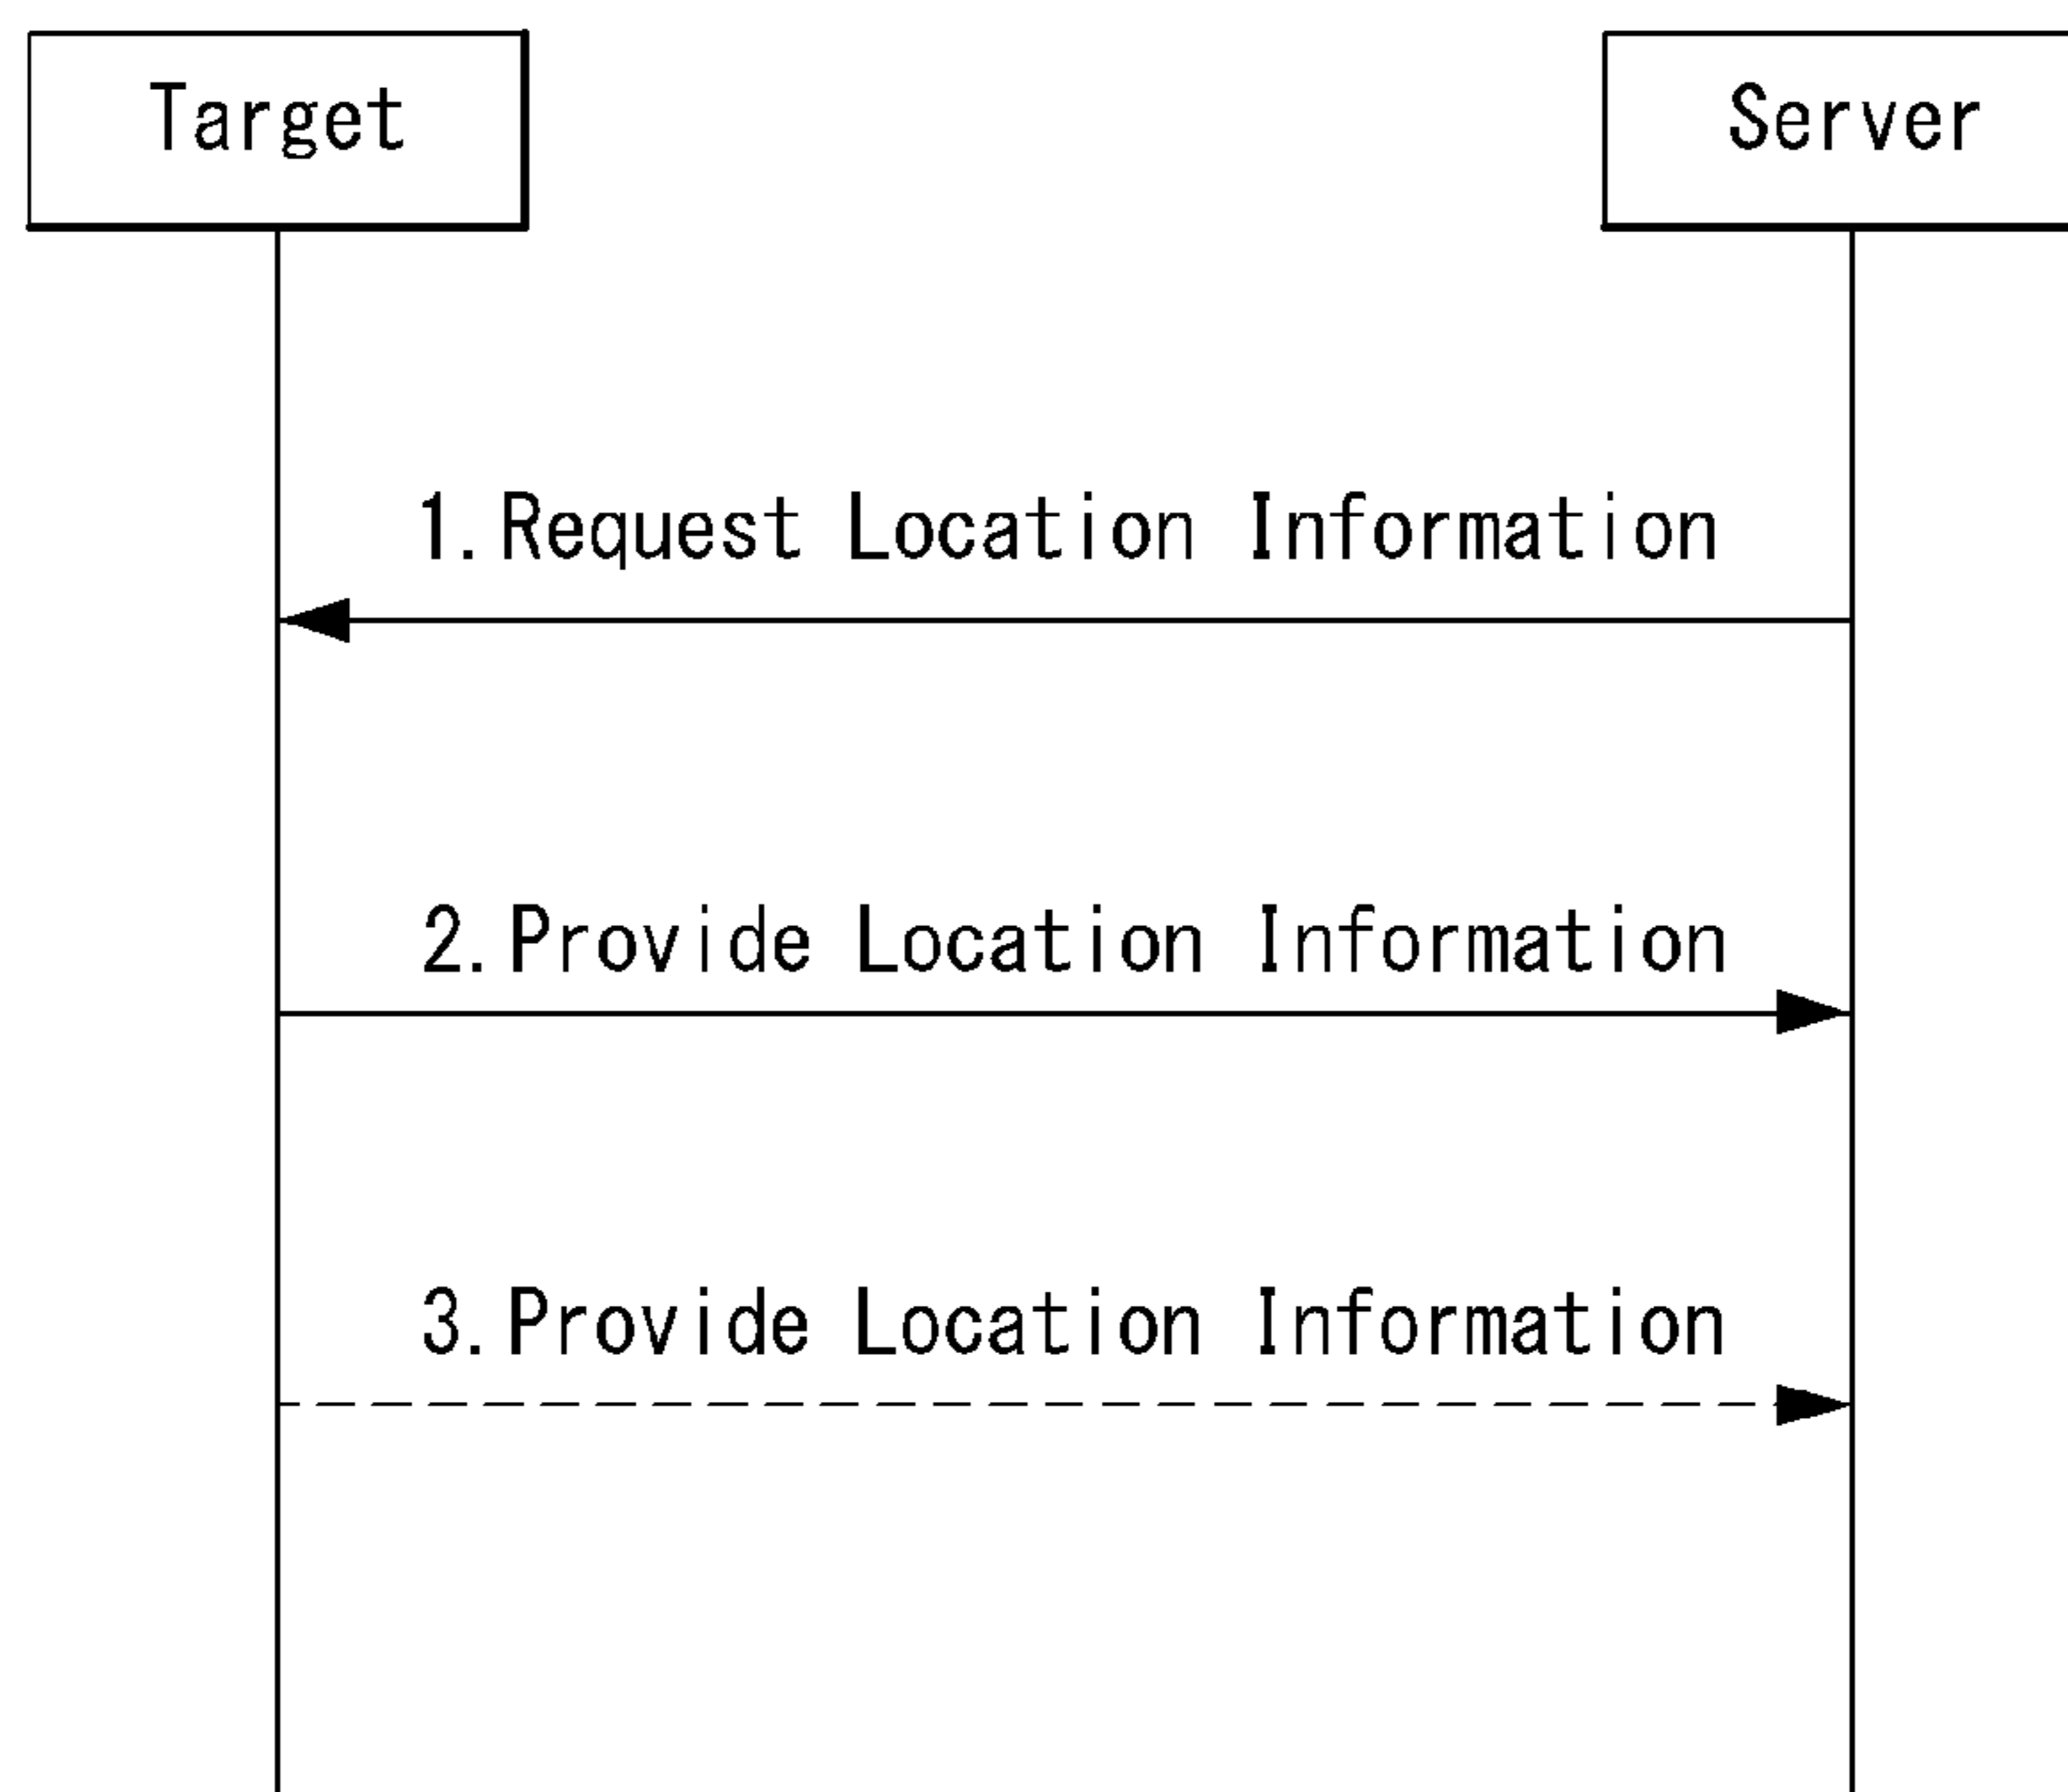 Target
Server
1.Request Location Information
2.Provide Location Information
3.Provide Location Information